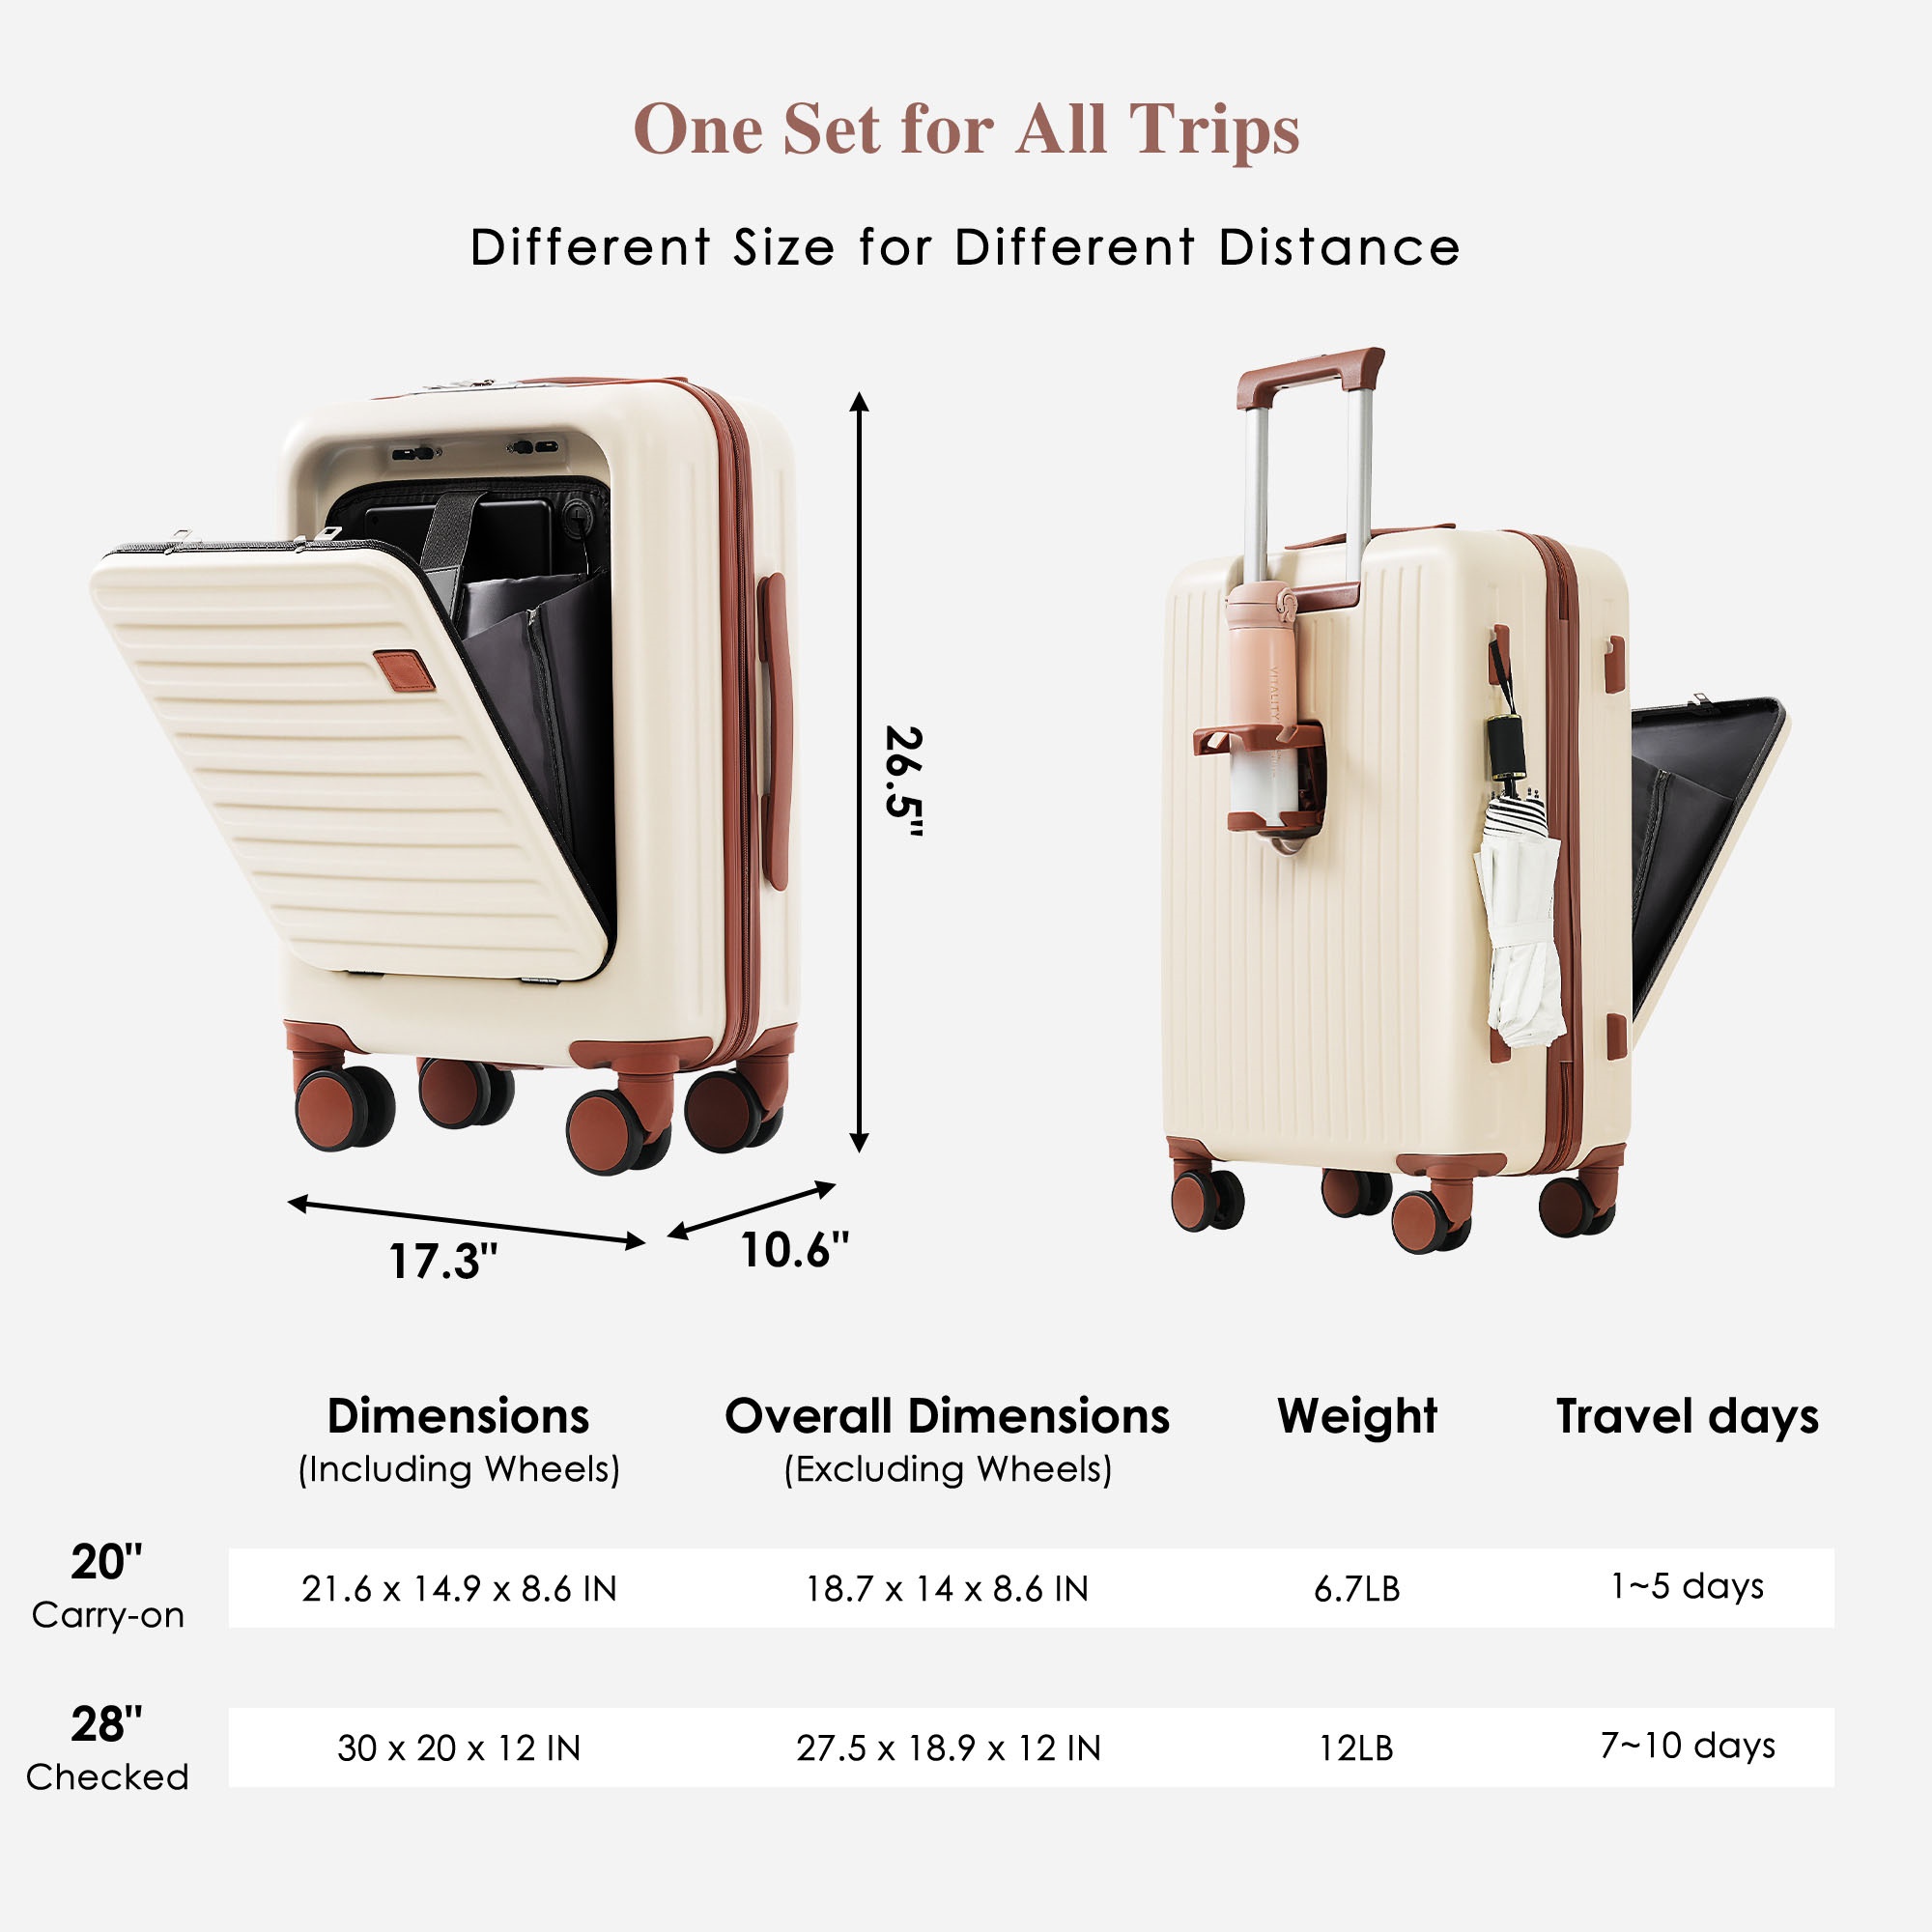 One Set for All Trips
Different Size for Different Distance
26.5"
17.3"
10.6"
VITALITY
Dimensions
Overall Dimensions
Weight
Travel days
(Including Wheels)
(Excluding Wheels)
20"
Carry-on
21.6 x 14.9 x 8.6 IN
18.7 x 14 x 8.6 IN
6.7LB
1~5 days
28"
Checked
30 x 20 x 12 IN
27.5 x 18.9 x 12 IN
12LB
7~10 days